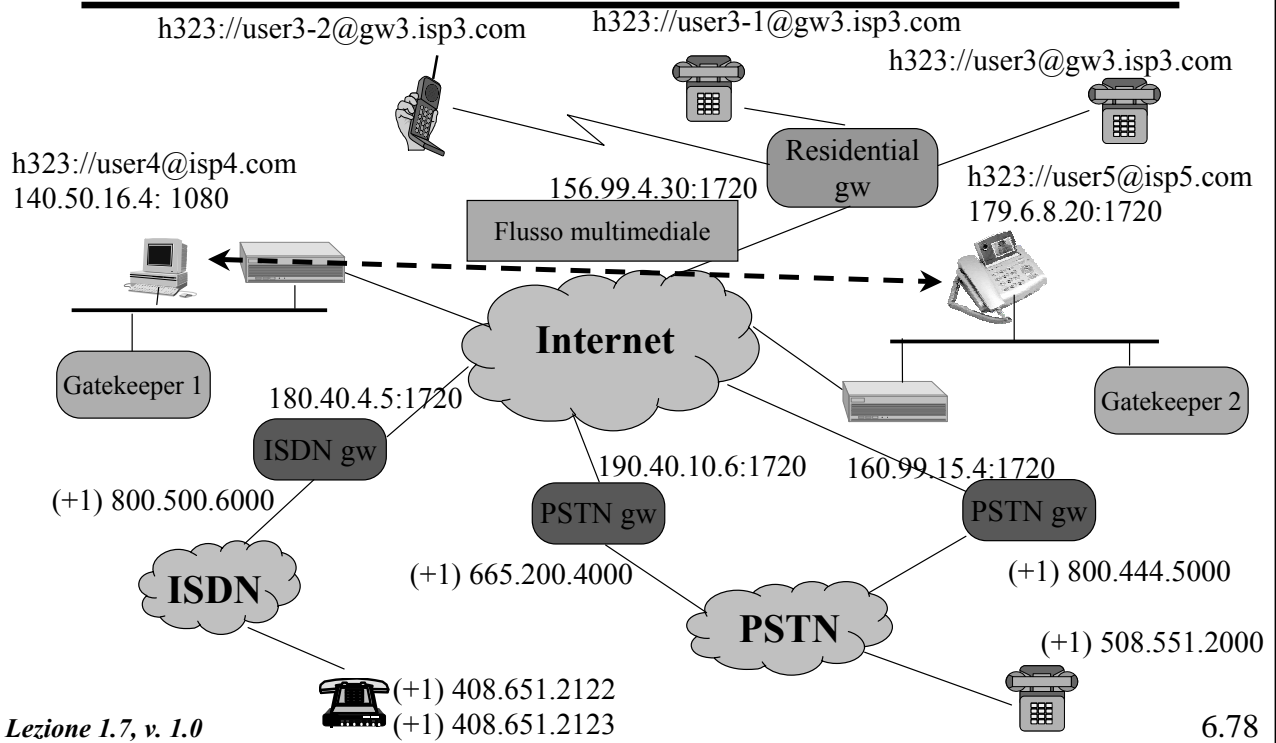 h323://user3-2@gw3.isp3.com
h323://user3-1@gw3.isp3.com
h323://user3@gw3.isp3.com
h323://user4@isp4.com
140.50.16.4: 1080
156.99.4.30:1720
Residential
gw
h323://user5@isp5.com
179.6.8.20:1720
Flusso multimediale
Internet
Gatekeeper 1
180.40.4.5:1720
Gatekeeper 2
ISDN gw
190.40.10.6:1720
160.99.15.4:1720
(+1) 800.500.6000
PSTN gw
PSTN gw
(+1) 665.200.4000
(+1) 800.444.5000
ISDN
PSTN
(+1) 508.551.2000
(+1) 408.651.2122
(+1) 408.651.2123
Lezione 1.7, v. 1.0
6.78